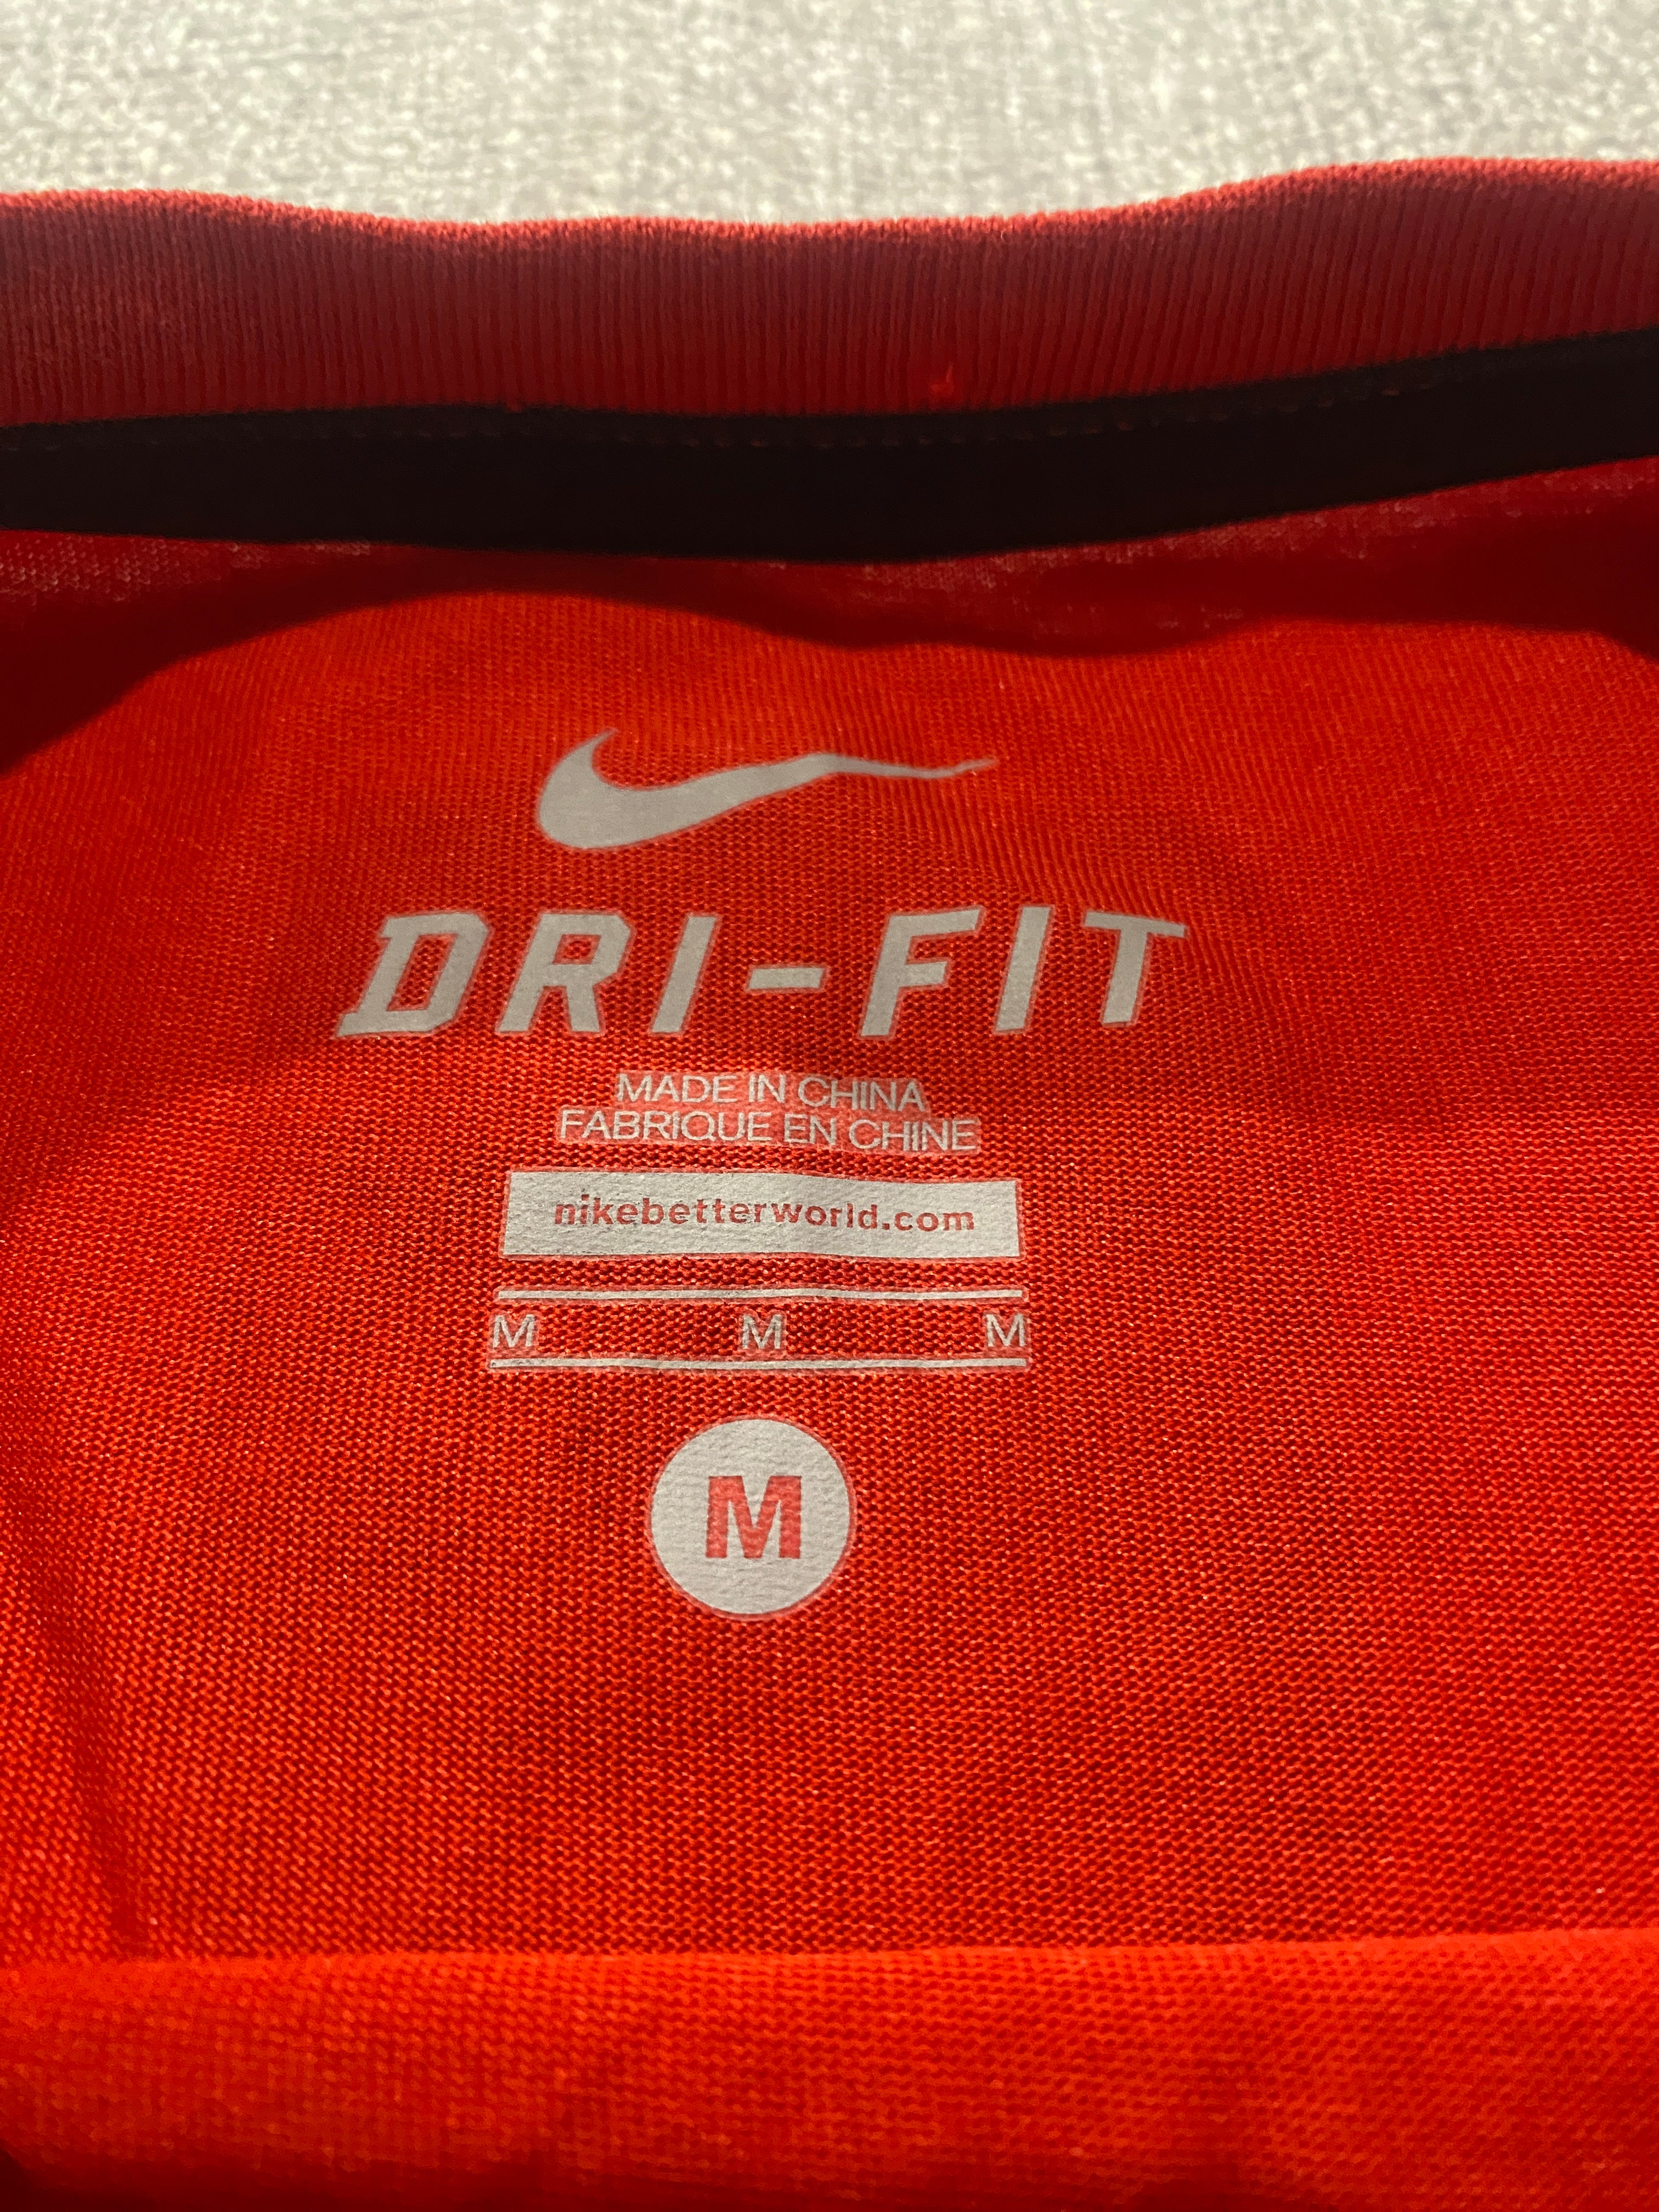 DRI-FIT
MADE IN CHINA
FABRIQUE EN CHINE
nikebetterworld.com
M M M
M